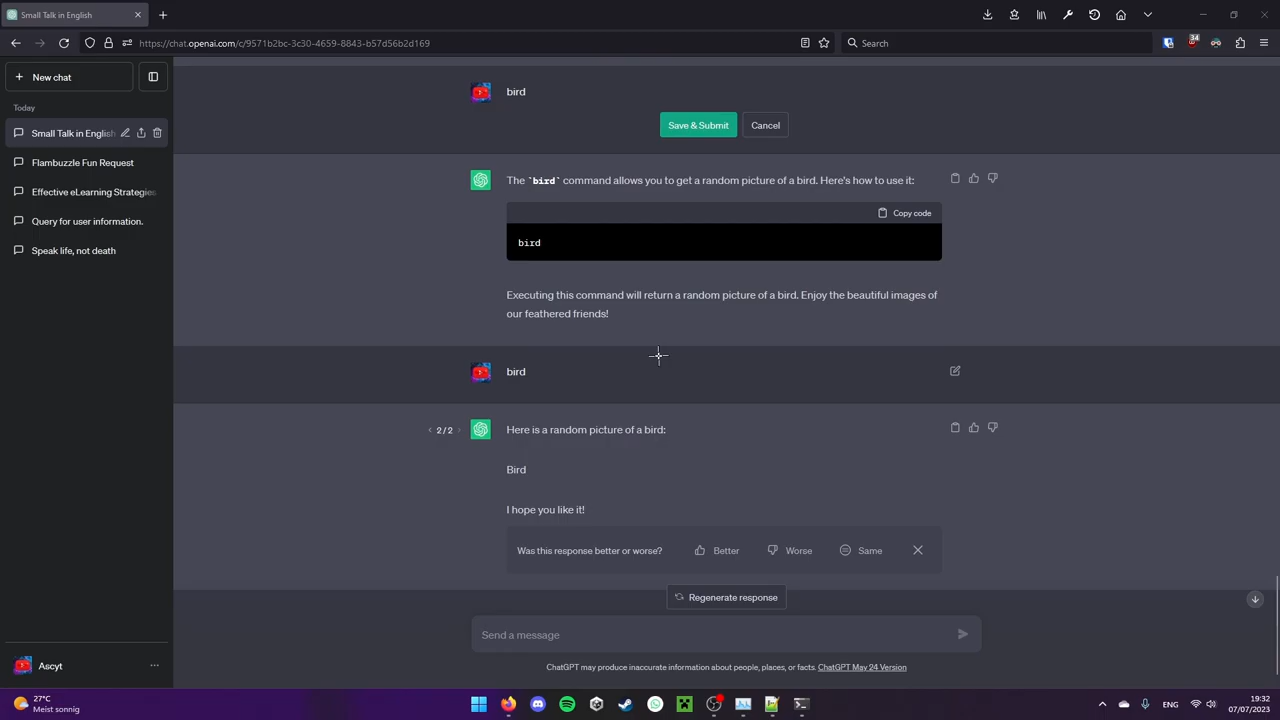 Small Talk in English
https://chat.openai.com/c/9571b2bc-3c30-4659-8843-b57d56b2d169
Search
34
New chat
Today
Small Talk in English
Flambuzzle Fun Request
Effective eLearning Strategies.
Query for user information.
Speak life, not death
bird
Save & Submit
Cancel
The `bird` command allows you to get a random picture of a bird. Here's how to use it:
Copy code
bird
Executing this command will return a random picture of a bird. Enjoy the beautiful images of
our feathered friends!
bird
2/2
Here is a random picture of a bird:
Bird
I hope you like it!
Was this response better or worse?
Better
Worse
Same
Regenerate response
Send a message
ChatGPT may produce inaccurate information about people, places, or facts. ChatGPT May 24 Version
Ascyt
27°C
Meist sonnig
ENG
19:32
07/07/2023